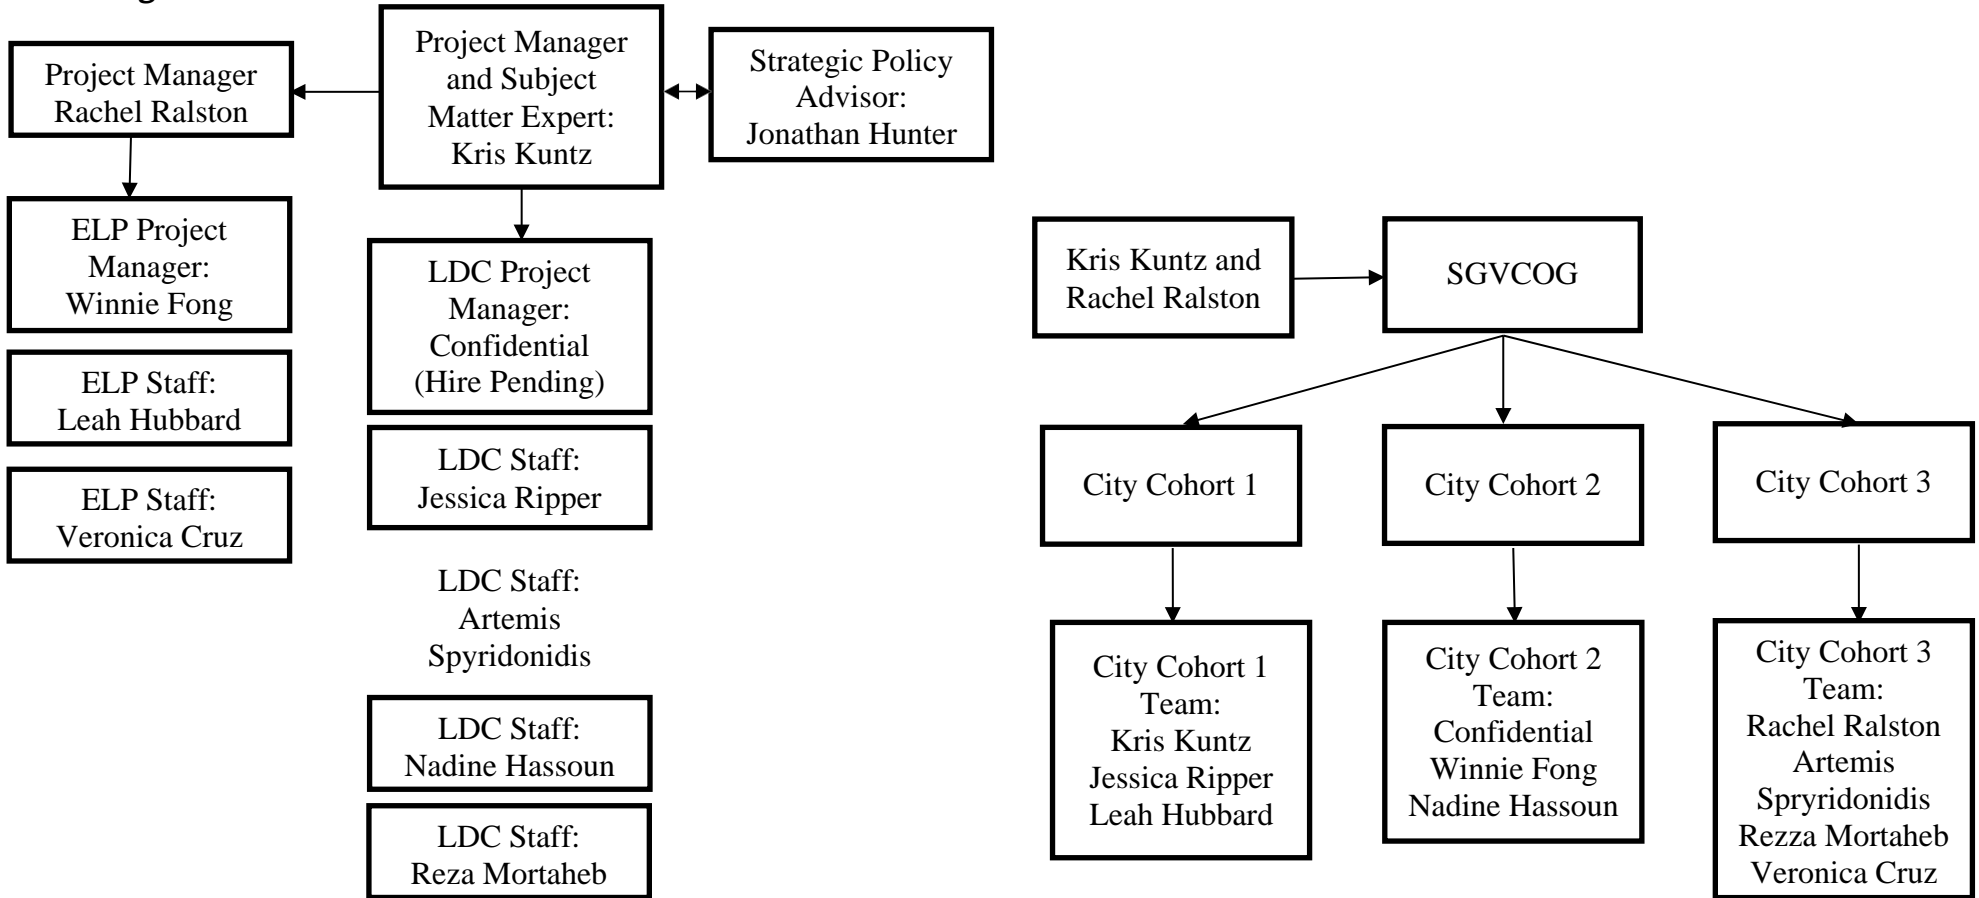 Project Manager
Rachel Ralston
Project Manager
and Subject
Matter Expert:
Kris Kuntz
Strategic Policy
Advisor:
Jonathan Hunter
ELP Project
Manager:
Winnie Fong
ELP Staff:
Leah Hubbard
ELP Staff:
Veronica Cruz
LDC Project
Manager:
Confidential
(Hire Pending)
LDC Staff:
Jessica Ripper
LDC Staff:
Artemis
Spyridonidis
LDC Staff:
Nadine Hassoun
LDC Staff:
Reza Mortaheb
Kris Kuntz and
Rachel Ralston
SGVCOG
City Cohort 1
City Cohort 2
City Cohort 3
City Cohort 1
Team:
Kris Kuntz
Jessica Ripper
Leah Hubbard
City Cohort 2
Team:
Confidential
Winnie Fong
Nadine Hassoun
City Cohort 3
Team:
Rachel Ralston
Artemis
Spryridonidis
Rezza Mortaheb
Veronica Cruz